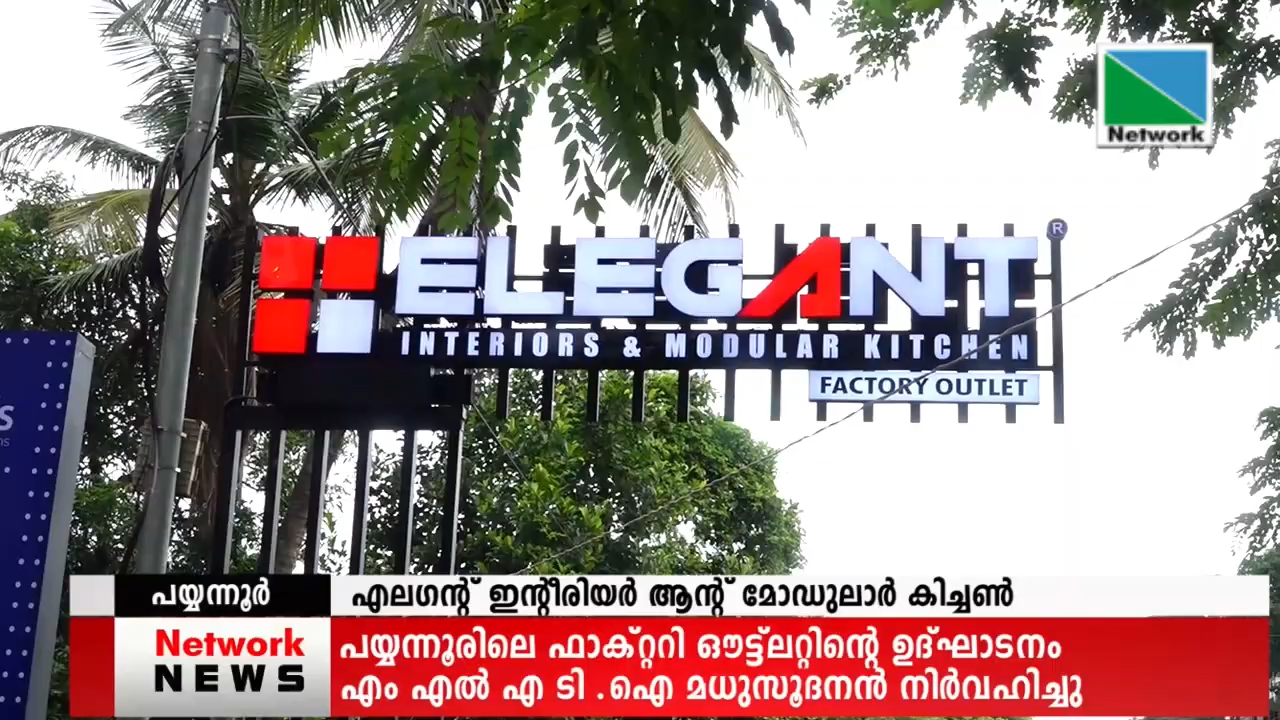 Network
ELEGANT
®
INTERIORS & MODULAR KITCHEN
FACTORY OUTLET
പയ്യന്നൂർ
എലഗന്റ് ഇന്റീരിയർ ആന്റ് മോഡുലാർ കിച്ചൺ
Network
NEWS
പയ്യന്നൂരിലെ ഫാക്റ്ററി ഔട്ട്ലറ്റിന്റെ ഉദ്ഘാടനം
എം എൽ എ ടി .ഐ മധുസൂദനൻ നിർവഹിച്ചു